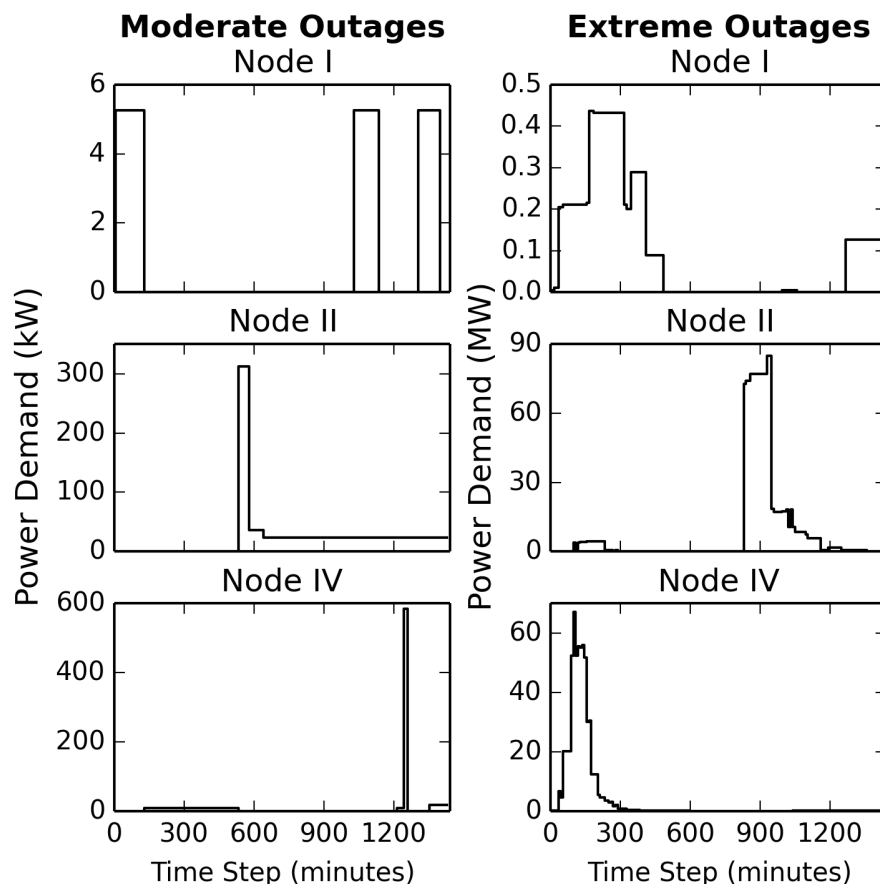 Moderate Outages
Node I
6
4
2
0
Node II
300
200
100
0
Node IV
600
400
200
0
0 300 600 900 1200
Time Step (minutes)
Power Demand (kW)
Extreme Outages
Node I
0.5
0.4
0.3
0.2
0.1
0.0
Node II
90
60
30
0
Node IV
60
40
20
0
0 300 600 900 1200
Time Step (minutes)
Power Demand (MW)